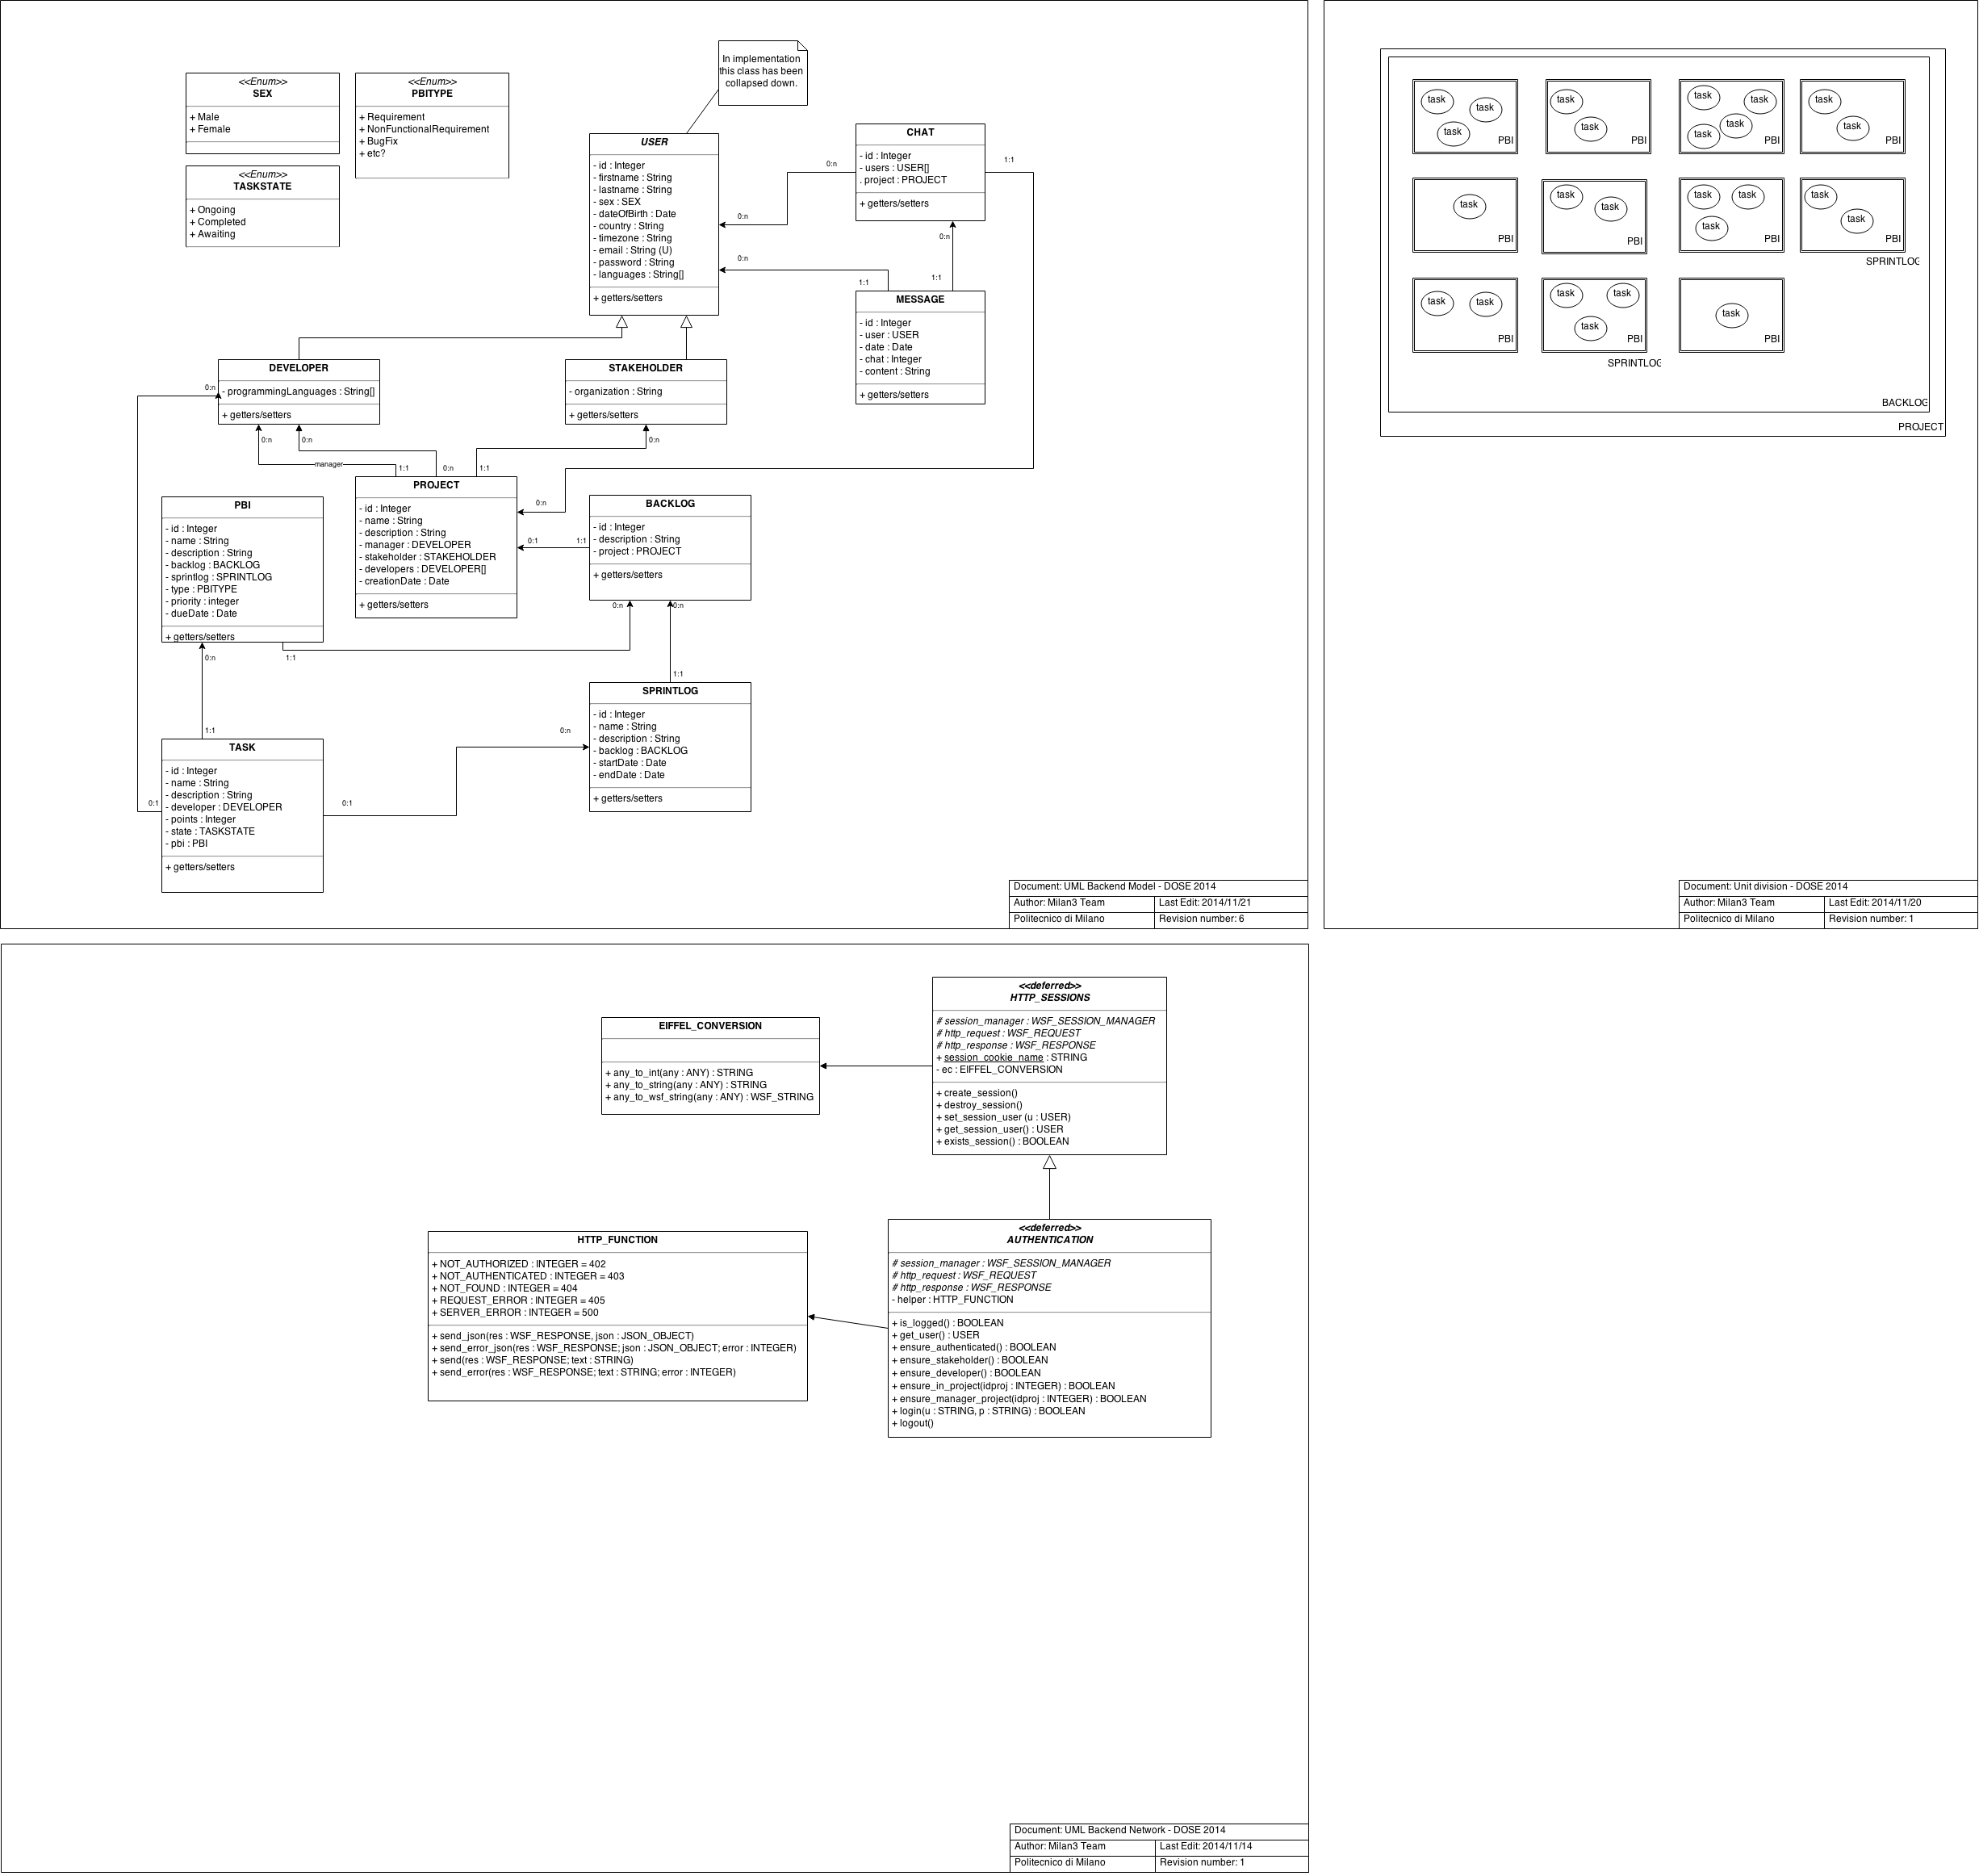 In implementation
this class has been
collapsed down.
<<Enum>>
SEX
+ Male
+ Female
<<Enum>>
PBITYPE
+ Requirement
+ NonFunctionalRequirement
+ BugFix
+ etc?
<<Enum>>
TASKSTATE
+ Ongoing
+ Completed
+ Awaiting
USER
- id : Integer
- firstname : String
- lastname : String
- sex : SEX
- dateOfBirth : Date
- country : String
- timezone : String
- email : String (U)
- password : String
- languages : String[]
+ getters/setters
CHAT
- id : Integer
- users : USER[]
. project : PROJECT
+ getters/setters
0:n
1:1
0:n
0:n
0:n
1:1
1:1
MESSAGE
- id : Integer
- user : USER
- date : Date
- chat : Integer
- content : String
+ getters/setters
DEVELOPER
- programmingLanguages : String[]
+ getters/setters
STAKEHOLDER
- organization : String
+ getters/setters
0:n
0:n
0:n
0:n
manager
1:1
0:n
1:1
PROJECT
- id : Integer
- name : String
- description : String
- manager : DEVELOPER
- stakeholder : STAKEHOLDER
- developers : DEVELOPER[]
- creationDate : Date
+ getters/setters
0:n
0:1
1:1
BACKLOG
- id : Integer
- description : String
- project : PROJECT
+ getters/setters
PBI
- id : Integer
- name : String
- description : String
- backlog : BACKLOG
- sprintlog : SPRINTLOG
- type : PBITYPE
- priority : integer
- dueDate : Date
+ getters/setters
0:n
0:n
0:n
1:1
1:1
1:1
SPRINTLOG
- id : Integer
- name : String
- description : String
- backlog : BACKLOG
- startDate : Date
- endDate : Date
+ getters/setters
0:n
TASK
- id : Integer
- name : String
- description : String
- developer : DEVELOPER
- points : Integer
- state : TASKSTATE
- pbi : PBI
+ getters/setters
0:1
0:1
Document: UML Backend Model - DOSE 2014
Author: Milan3 Team
Last Edit: 2014/11/21
Politecnico di Milano
Revision number: 6
task
task
task
PBI
task
task
PBI
task
task
task
task
PBI
task
task
PBI
task
PBI
task
task
PBI
task
task
task
PBI
task
task
PBI
SPRINTLOG
task
task
PBI
task
task
task
PBI
task
PBI
SPRINTLOG
BACKLOG
PROJECT
Document: Unit division - DOSE 2014
Author: Milan3 Team
Last Edit: 2014/11/20
Politecnico di Milano
Revision number: 1
EIFFEL_CONVERSION
+ any_to_int(any : ANY) : STRING
+ any_to_string(any : ANY) : STRING
+ any_to_wsf_string(any : ANY) : WSF_STRING
<<deferred>>
HTTP_SESSIONS
# session_manager : WSF_SESSION_MANAGER
# http_request : WSF_REQUEST
# http_response : WSF_RESPONSE
+ session_cookie_name : STRING
- ec : EIFFEL_CONVERSION
+ create_session()
+ destroy_session()
+ set_session_user (u : USER)
+ get_session_user() : USER
+ exists_session() : BOOLEAN
HTTP_FUNCTION
+ NOT_AUTHORIZED : INTEGER = 402
+ NOT_AUTHENTICATED : INTEGER = 403
+ NOT_FOUND : INTEGER = 404
+ REQUEST_ERROR : INTEGER = 405
+ SERVER_ERROR : INTEGER = 500
+ send_json(res : WSF_RESPONSE, json : JSON_OBJECT)
+ send_error_json(res : WSF_RESPONSE; json : JSON_OBJECT; error : INTEGER)
+ send(res : WSF_RESPONSE; text : STRING)
+ send_error(res : WSF_RESPONSE; text : STRING; error : INTEGER)
<<deferred>>
AUTHENTICATION
# session_manager : WSF_SESSION_MANAGER
# http_request : WSF_REQUEST
# http_response : WSF_RESPONSE
- helper : HTTP_FUNCTION
+ is_logged() : BOOLEAN
+ get_user() : USER
+ ensure_authenticated() : BOOLEAN
+ ensure_stakeholder() : BOOLEAN
+ ensure_developer() : BOOLEAN
+ ensure_in_project(idproj : INTEGER) : BOOLEAN
+ ensure_manager_project(idproj : INTEGER) : BOOLEAN
+ login(u : STRING, p : STRING) : BOOLEAN
+ logout()
Document: UML Backend Network - DOSE 2014
Author: Milan3 Team
Last Edit: 2014/11/14
Politecnico di Milano
Revision number: 1